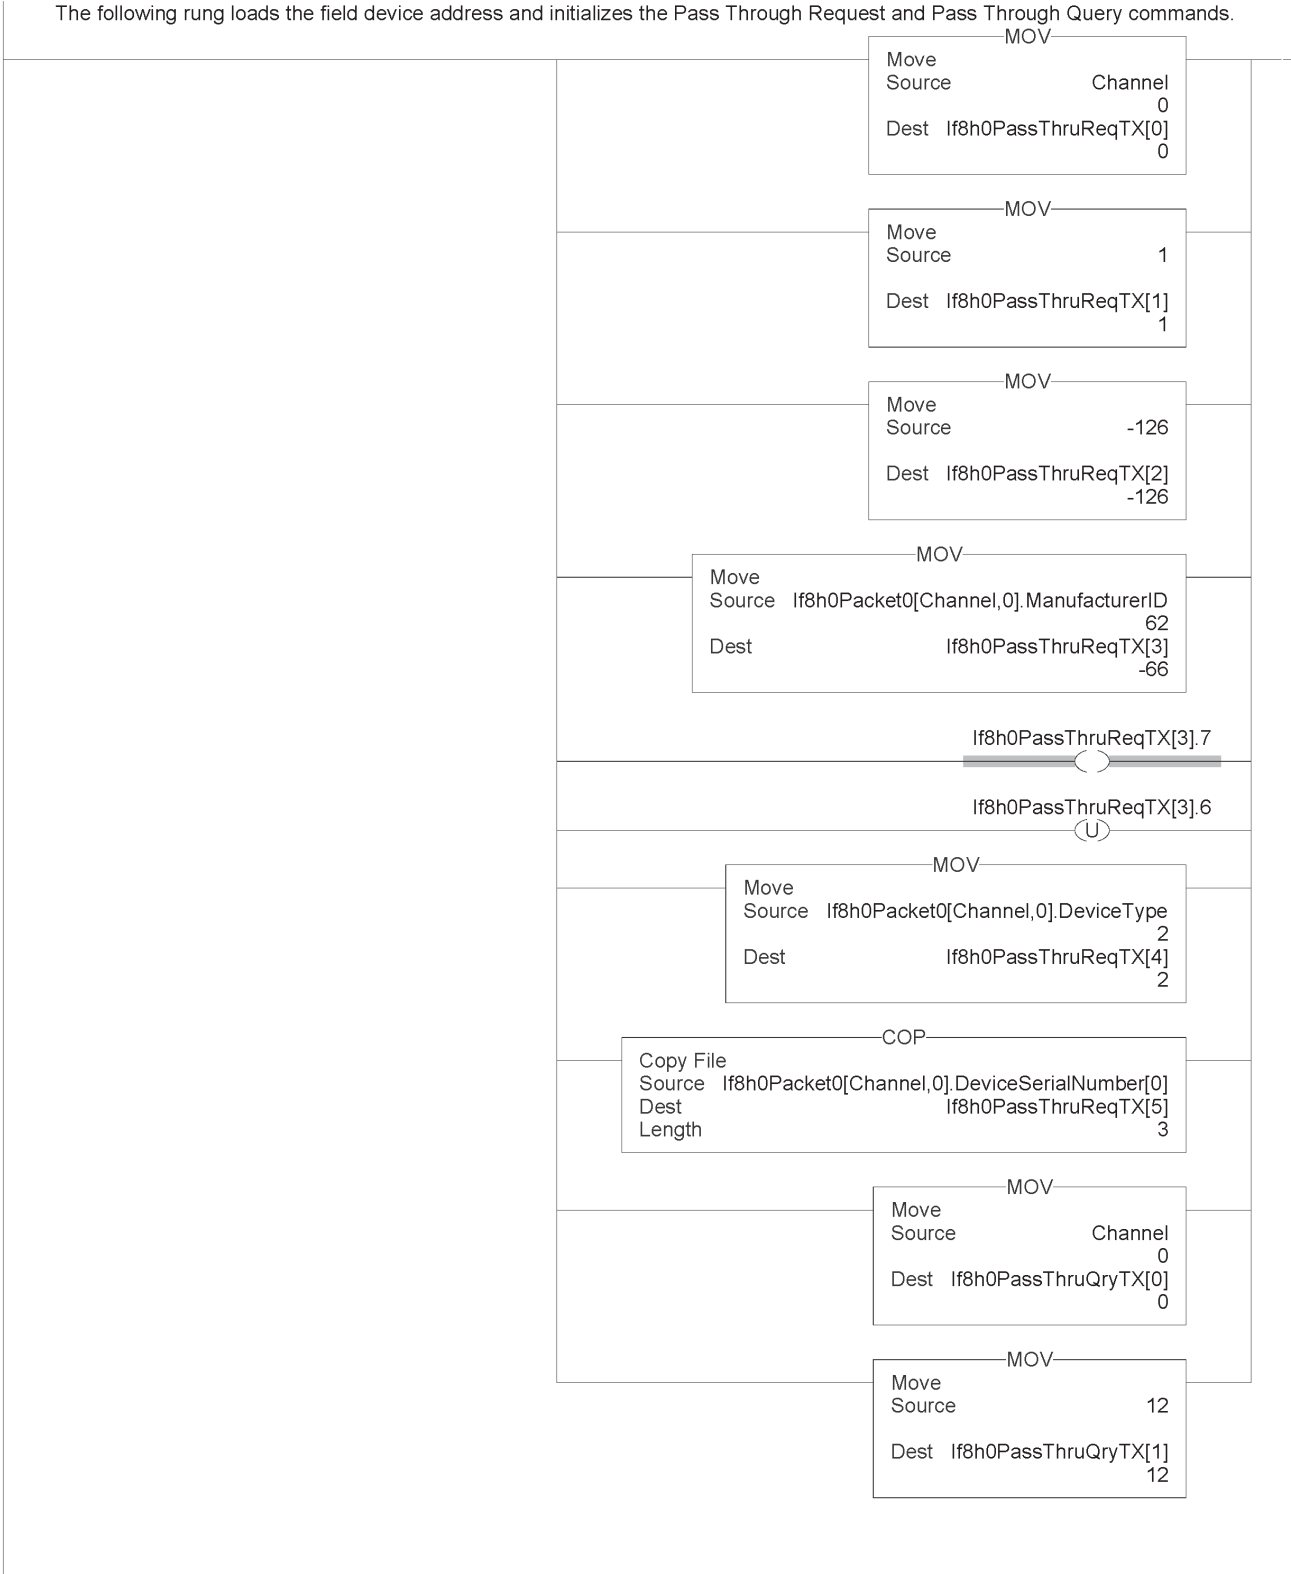 The following rung loads the field device address and initializes the Pass Through Request and Pass Through Query commands.
MOV
Move
Source Channel
0
Dest If8h0PassThruReqTX[0]
0
MOV
Move
Source 1
Dest If8h0PassThruReqTX[1]
1
MOV
Move
Source -126
Dest If8h0PassThruReqTX[2]
-126
MOV
Move
Source If8h0Packet0[Channel,0].ManufacturerID
62
Dest If8h0PassThruReqTX[3]
-66
If8h0PassThruReqTX[3].7
If8h0PassThruReqTX[3].6
U
MOV
Move
Source If8h0Packet0[Channel,0].DeviceType
2
Dest If8h0PassThruReqTX[4]
2
COP
Copy File
Source If8h0Packet0[Channel,0].DeviceSerialNumber[0]
Dest If8h0PassThruReqTX[5]
Length 3
MOV
Move
Source Channel
0
Dest If8h0PassThruQryTX[0]
0
MOV
Move
Source 12
Dest If8h0PassThruQryTX[1]
12